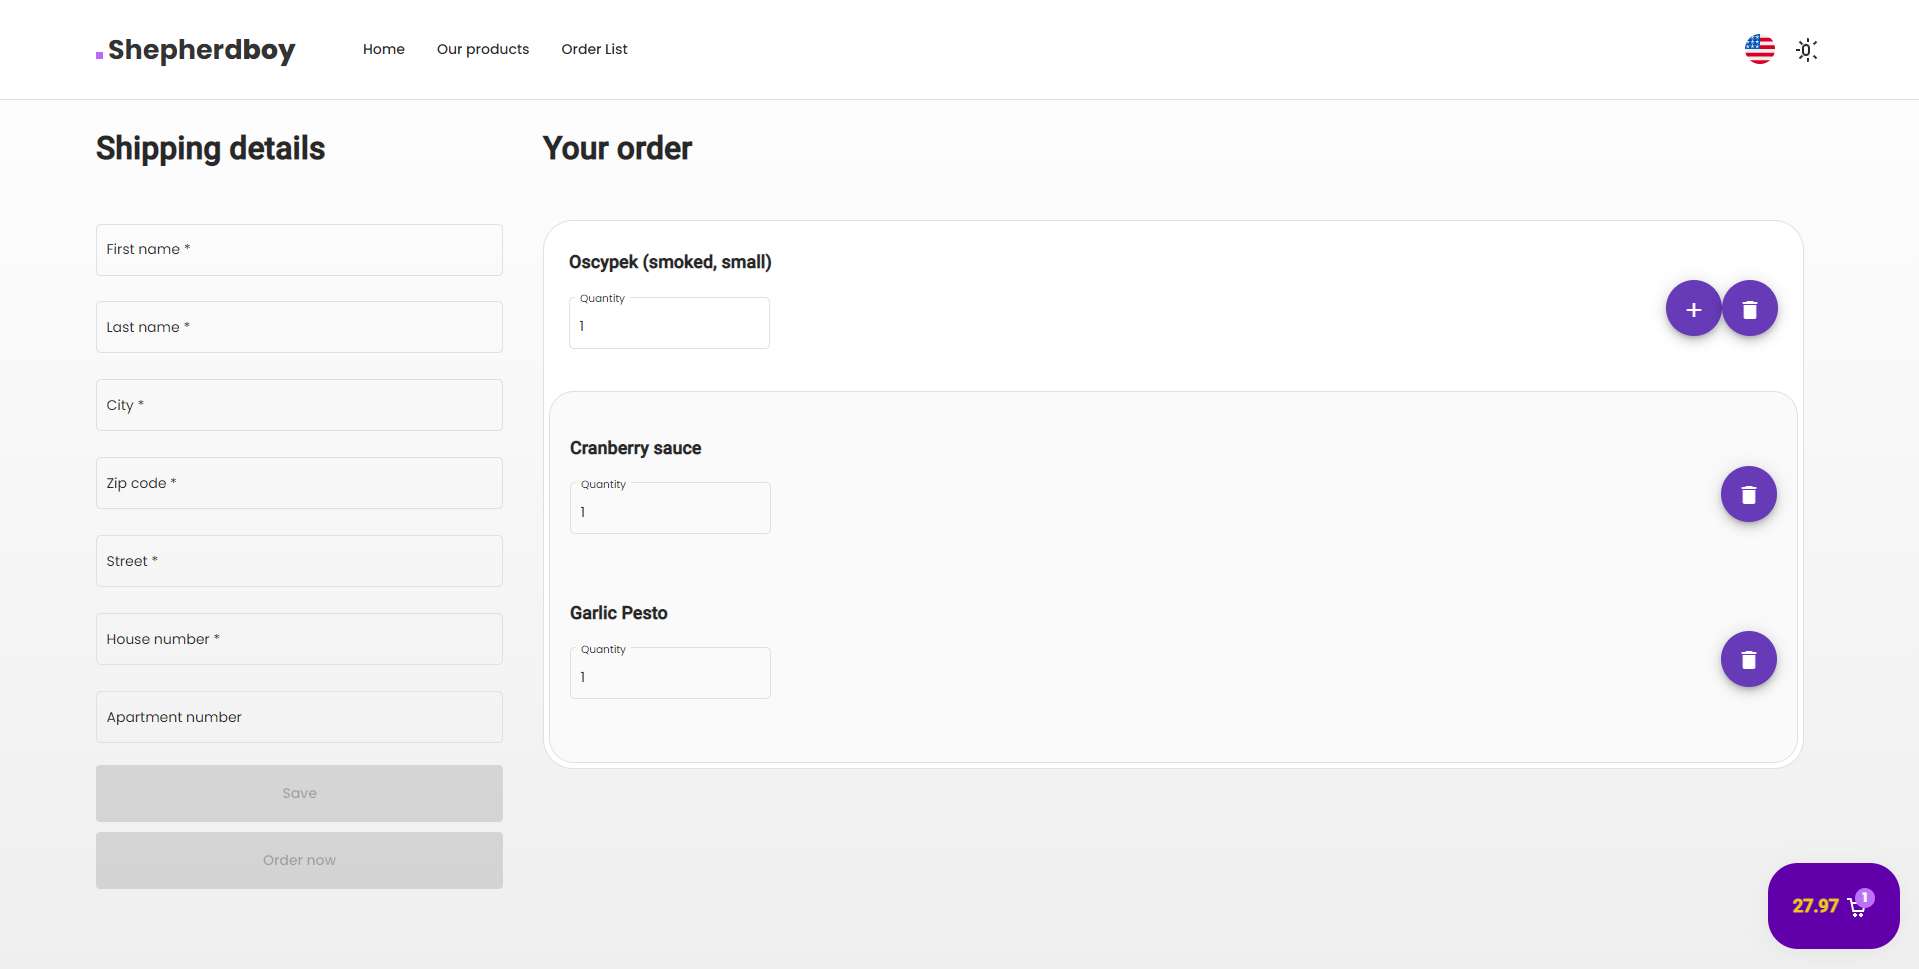 Shepherdboy
Home
Our products
Order List
Shipping details
First name *
Last name *
City *
Zip code *
Street *
House number *
Apartment number
Save
Order now
Your order
Oscypek (smoked, small)
Quantity
1
Cranberry sauce
Quantity
1
Garlic Pesto
Quantity
1
27.97
1